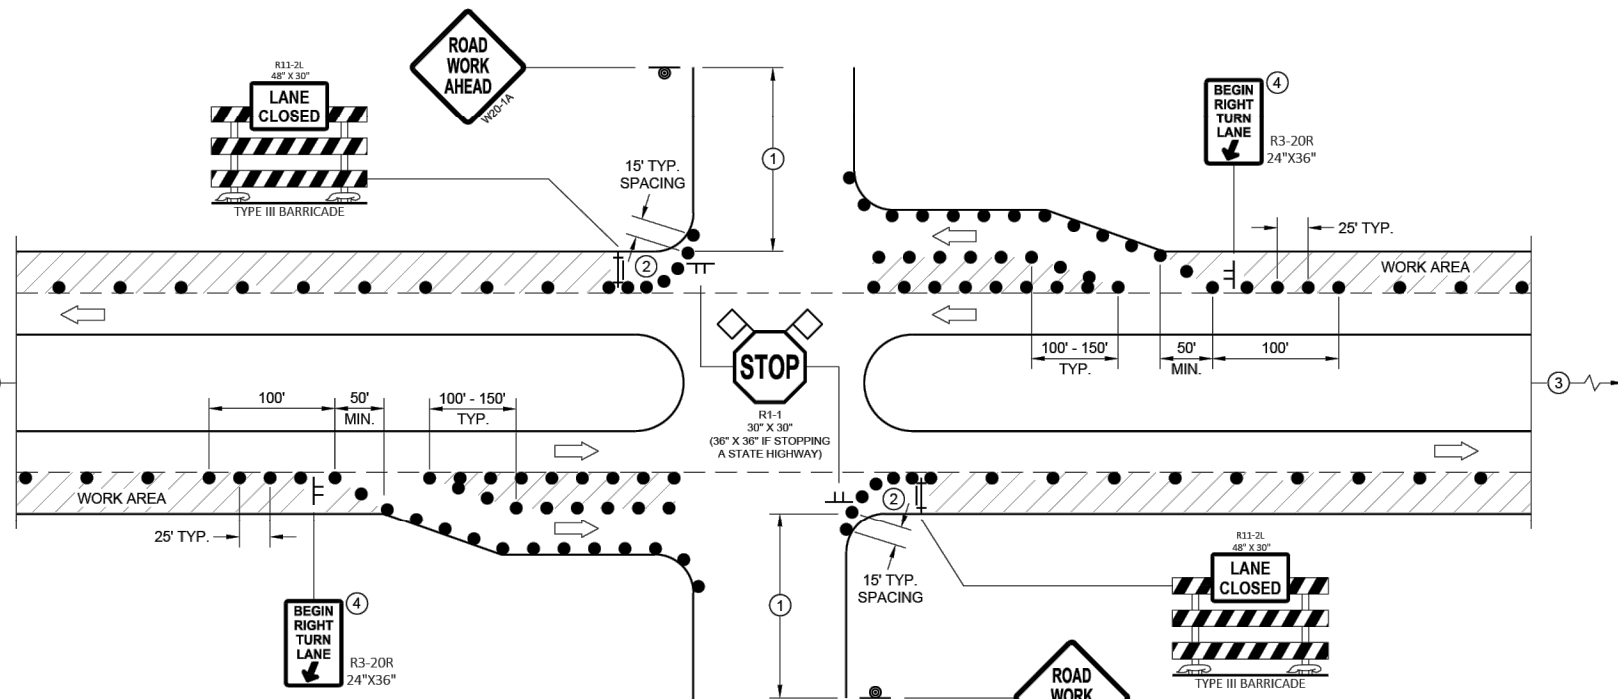 ROAD
WORK
AHEAD
W20-1A
R11-2L
48" X 30"
LANE
CLOSED
TYPE III BARRICADE
15' TYP.
SPACING
1
2
BEGIN
RIGHT
TURN
LANE
4
R3-20R
24"X36"
25' TYP.
WORK AREA
100' - 150'
TYP.
50'
MIN.
100'
STOP
R1-1
30" X 30"
(36" X 36" IF STOPPING
A STATE HIGHWAY)
3
100'
50'
MIN.
100' - 150'
TYP.
WORK AREA
25' TYP.
2
15' TYP.
SPACING
1
BEGIN
RIGHT
TURN
LANE
4
R3-20R
24"X36"
R11-2L
48" X 30"
LANE
CLOSED
TYPE III BARRICADE
ROAD
WORK